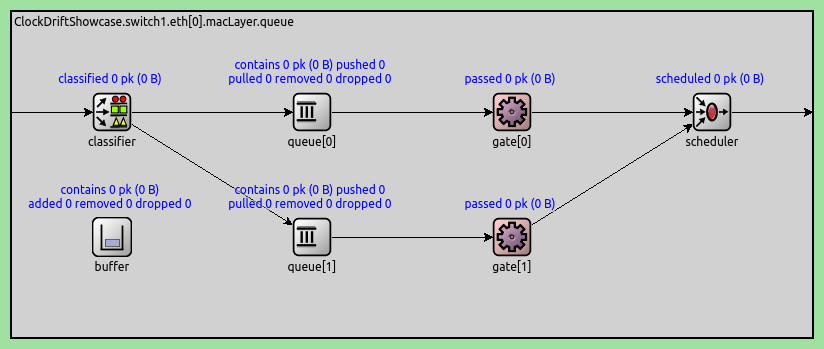 ClockDriftShowcase.switch1.eth[0].macLayer.queue
classified 0 pk (0 B)
classifier
contains 0 pk (0 B) pushed 0
pulled 0 removed 0 dropped 0
queue[0]
passed 0 pk (0 B)
gate[0]
scheduled 0 pk (0 B)
scheduler
contains 0 pk (0 B)
added 0 removed 0 dropped 0
buffer
contains 0 pk (0 B) pushed 0
pulled 0 removed 0 dropped 0
queue[1]
passed 0 pk (0 B)
gate[1]